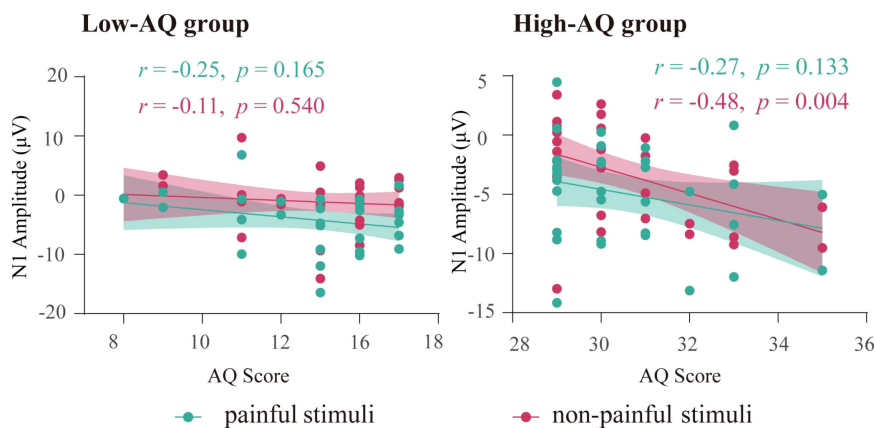 Low-AQ group
r = -0.25, p = 0.165
r = -0.11, p = 0.540
N1 Amplitude (μV)
20
10
0
-10
-20
8
10
12
14
16
18
AQ Score
High-AQ group
r = -0.27, p = 0.133
r = -0.48, p = 0.004
N1 Amplitude (μV)
5
0
-5
-10
-15
28
30
32
34
36
AQ Score
painful stimuli
non-painful stimuli